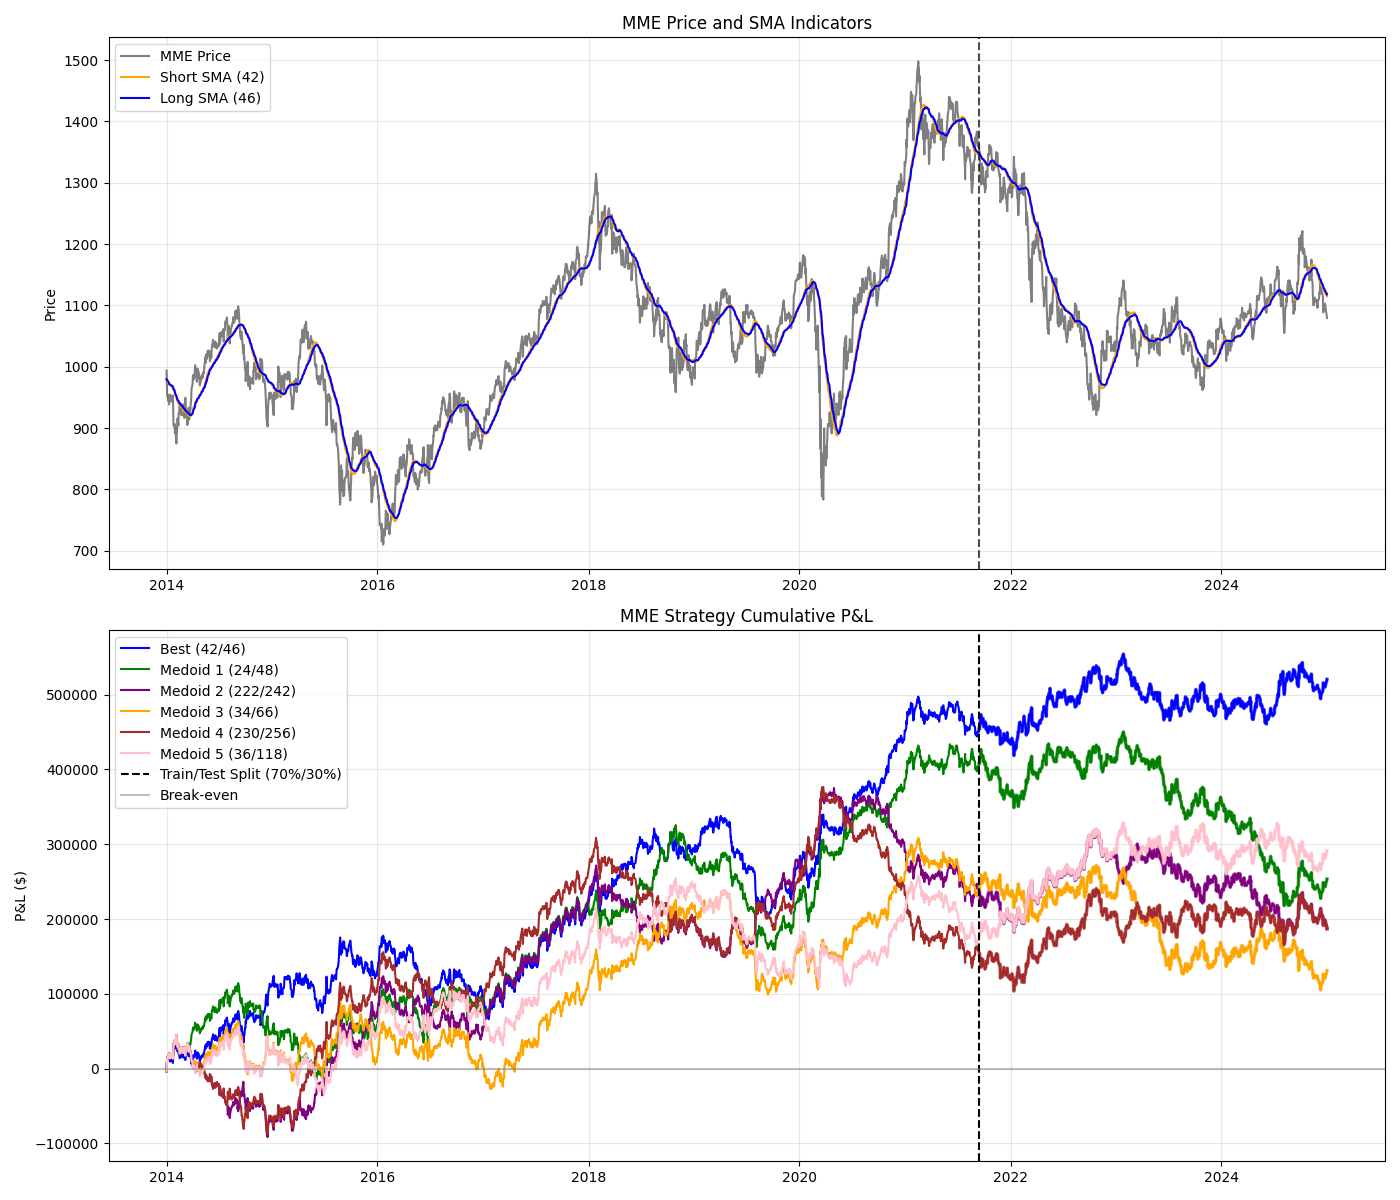 MME Price and SMA Indicators
MME Price
Short SMA (42)
Long SMA (46)
Price
1500
1400
1300
1200
1100
1000
900
800
700
2014
2016
2018
2020
2022
2024
MME Strategy Cumulative P&L
Best (42/46)
Medoid 1 (24/48)
Medoid 2 (222/242)
Medoid 3 (34/66)
Medoid 4 (230/256)
Medoid 5 (36/118)
Train/Test Split (70%/30%)
Break-even
P&L ($)
500000
400000
300000
200000
100000
0
−100000
2014
2016
2018
2020
2022
2024